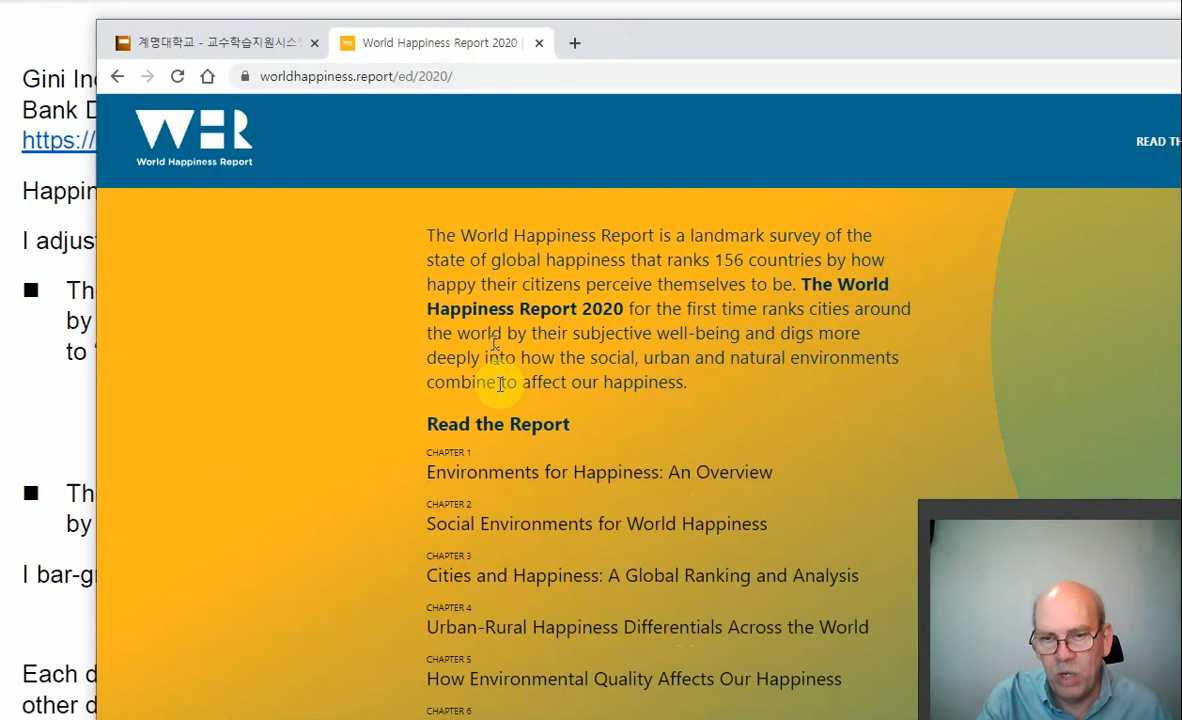 계명대학교 - 교수학습지원시스
World Happiness Report 2020
worldhappiness.report/ed/2020/
WHR
World Happiness Report
READ TH
Gini In
Bank D
https://
Happin
I adjus
■ Th
by
to
■ Th
by
I bar-g
Each d
other d
The World Happiness Report is a landmark survey of the
state of global happiness that ranks 156 countries by how
happy their citizens perceive themselves to be. The World
Happiness Report 2020 for the first time ranks cities around
the world by their subjective well-being and digs more
deeply into how the social, urban and natural environments
combine to affect our happiness.
Read the Report
CHAPTER 1
Environments for Happiness: An Overview
CHAPTER 2
Social Environments for World Happiness
CHAPTER 3
Cities and Happiness: A Global Ranking and Analysis
CHAPTER 4
Urban-Rural Happiness Differentials Across the World
CHAPTER 5
How Environmental Quality Affects Our Happiness
CHAPTER 6